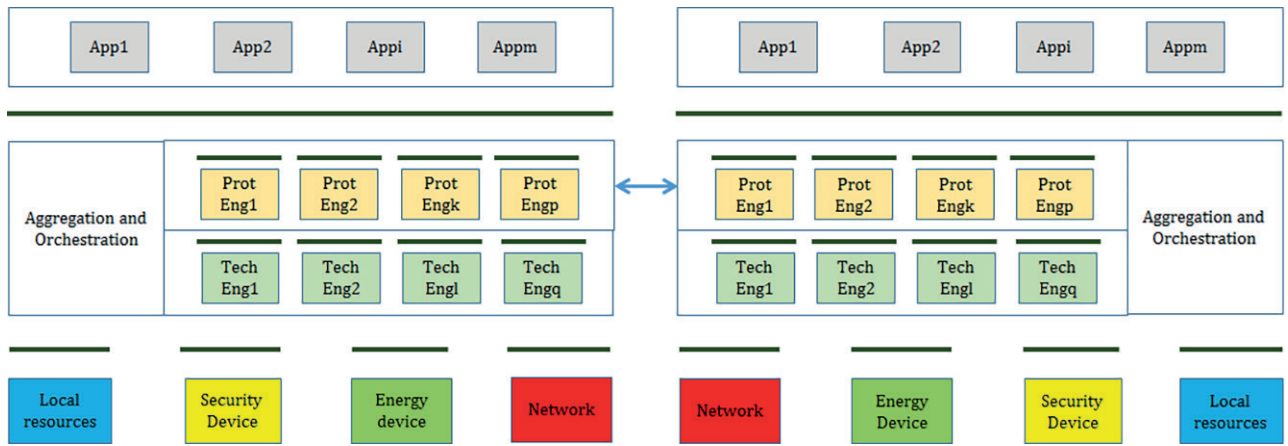 App1 App2 Appi Appm App1 App2 Appi Appm
Aggregation and
Orchestration
Prot
Eng1
Prot
Eng2
Prot
Engk
Prot
Engp
Tech
Eng1
Tech
Eng2
Tech
Engl
Tech
Engq
Prot
Eng1
Prot
Eng2
Prot
Engk
Prot
Engp
Tech
Eng1
Tech
Eng2
Tech
Engl
Tech
Engq
Aggregation and
Orchestration
Local
resources
Security
Device
Energy
device
Network
Network
Energy
Device
Security
Device
Local
resources